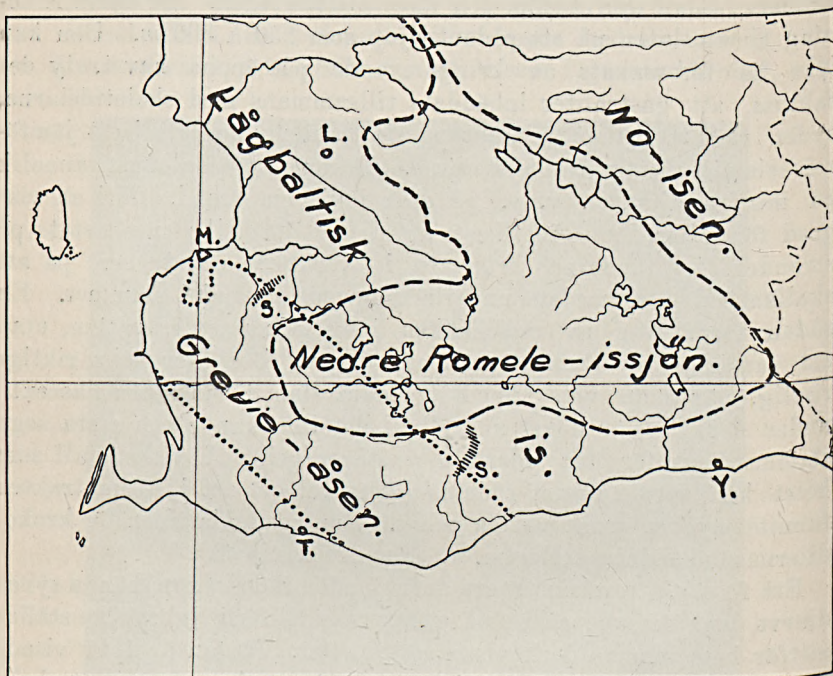 NO-isen.
Lågbaltisk
L.
M
S.
Nedre Romele-issjön.
Grevie-åsen.
is.
S.
Y.
T.